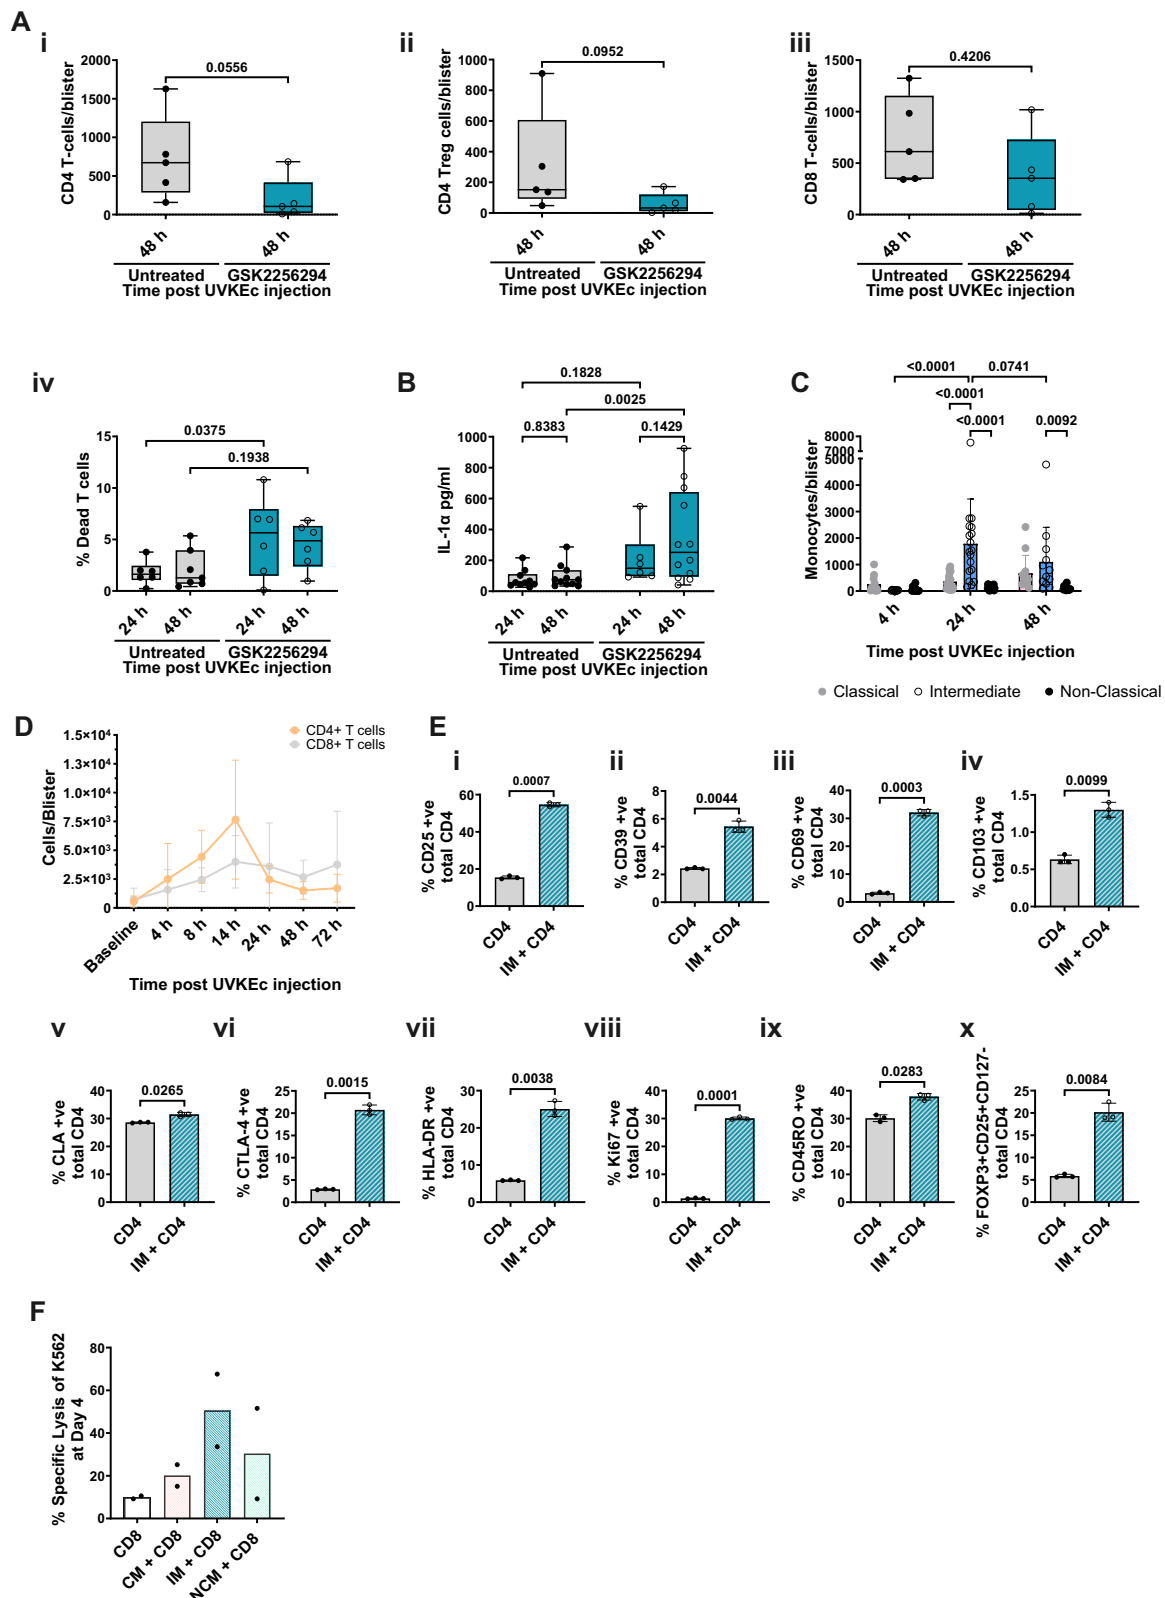 A
i
CD4 T-cells/blister
2000
1500
1000
500
0
0.0556
48 h
48 h
Untreated
GSK2256294
Time post UVKEc injection
ii
CD4 Treg cells/blister
1000
800
600
400
200
0
0.0952
48 h
48 h
Untreated
GSK2256294
Time post UVKEc injection
iii
CD8 T-cells/blister
1500
1000
500
0
0.4206
48 h
48 h
Untreated
GSK2256294
Time post UVKEc injection
iv
% Dead T cells
15
10
5
0
0.0375
0.1938
24 h
48 h
24 h
48 h
Untreated
GSK2256294
Time post UVKEc injection
B
IL-1α pg/ml
1000
800
600
400
200
0
0.1828
0.0025
0.8383
0.1429
24 h
48 h
24 h
48 h
Untreated
GSK2256294
Time post UVKEc injection
C
Monocytes/blister
8000
7000
5000
4000
3000
2000
1000
0
<0.0001
0.0741
<0.0001
<0.0001
0.0092
4 h
24 h
48 h
Time post UVKEc injection
Classical
Intermediate
Non-Classical
D
Cells/Blister
1.5×10⁴
1.3×10⁴
1.0×10⁴
7.5×10³
5.0×10³
2.5×10³
0
CD4+ T cells
CD8+ T cells
Baseline
4 h
8 h
14 h
24 h
48 h
72 h
Time post UVKEc injection
E
i
% CD25 +ve
total CD4
60
40
20
0
0.0007
CD4
IM + CD4
ii
% CD39 +ve
total CD4
8
6
4
2
0
0.0044
CD4
IM + CD4
iii
% CD69 +ve
total CD4
40
30
20
10
0
0.0003
CD4
IM + CD4
iv
% CD103 +ve
total CD4
1.5
1.0
0.5
0.0
0.0099
CD4
IM + CD4
v
% CLA +ve
total CD4
40
30
20
10
0
0.0265
CD4
IM + CD4
vi
% CTLA-4 +ve
total CD4
25
20
15
10
5
0
0.0015
CD4
IM + CD4
vii
% HLA-DR +ve
total CD4
30
20
10
0
0.0038
CD4
IM + CD4
viii
% Ki67 +ve
total CD4
40
30
20
10
0
0.0001
CD4
IM + CD4
ix
% CD45RO +ve
total CD4
40
30
20
10
0
0.0283
CD4
IM + CD4
x
% FOXP3+CD25+CD127-
total CD4
25
20
15
10
5
0
0.0084
CD4
IM + CD4
F
% Specific Lysis of K562
at Day 4
80
60
40
20
0
CD8
CM + CD8
IM + CD8
NCM + CD8